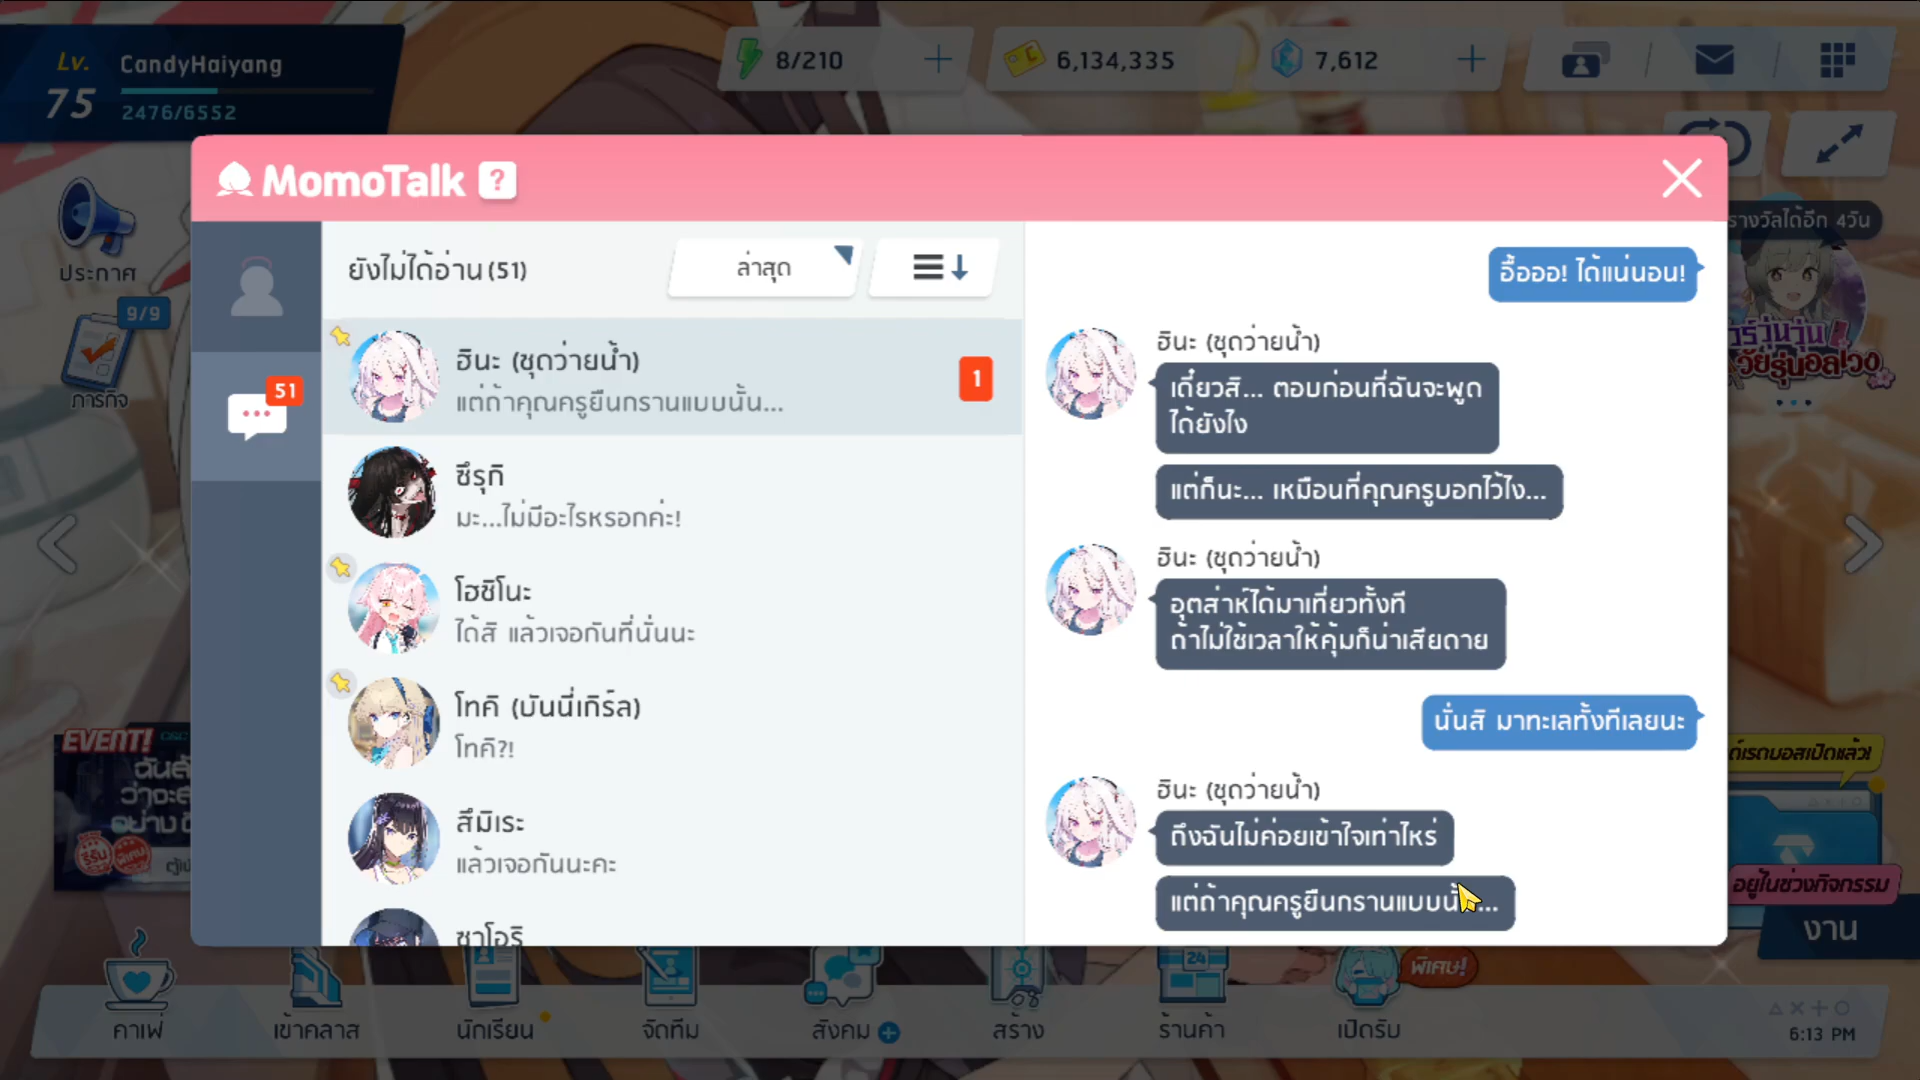 Lv. 75
CandyHaiyang
2476/6552
8/210
6,134,335
7,612
MomoTalk ?
ประกาศ
9/9
ภารกิจ
51
ยังไม่ได้อ่าน (51)
ล่าสุด
ฮินะ (ชุดว่ายน้ำ)
แต่ถ้าคุณครูยืนกรานแบบนั้น...
1
ซึรุกิ
มะ...ไม่มีอะไรหรอกค่ะ!
โฮชิโนะ
ได้สิ แล้วเจอกันที่นั่นนะ
โทคิ (บันนี่เกิร์ล)
โทคิ?!
สึมิเระ
แล้วเจอกันนะคะ
ซาโอริ
อื้อออ! ได้แน่นอน!
ฮินะ (ชุดว่ายน้ำ)
เดี๋ยวสิ... ตอบก่อนที่ฉันจะพูด
ได้ยังไง
แต่ก็นะ... เหมือนที่คุณครูบอกไว้ไง...
ฮินะ (ชุดว่ายน้ำ)
อุตส่าห์ได้มาเที่ยวทั้งที
ถ้าไม่ใช้เวลาให้คุ้มก็น่าเสียดาย
นั่นสิ มาทะเลทั้งทีเลยนะ
ฮินะ (ชุดว่ายน้ำ)
ถึงฉันไม่ค่อยเข้าใจเท่าไหร่
แต่ถ้าคุณครูยืนกรานแบบนั้น...
รางวัลได้อีก 4วัน
EVENT!
อยู่ในช่วงกิจกรรม
งาน
คาเฟ่
เข้าคลาส
นักเรียน
จัดทีม
สังคม
สร้าง
24
ร้านค้า
พิเศษ!
เปิดรับ
6:13 PM